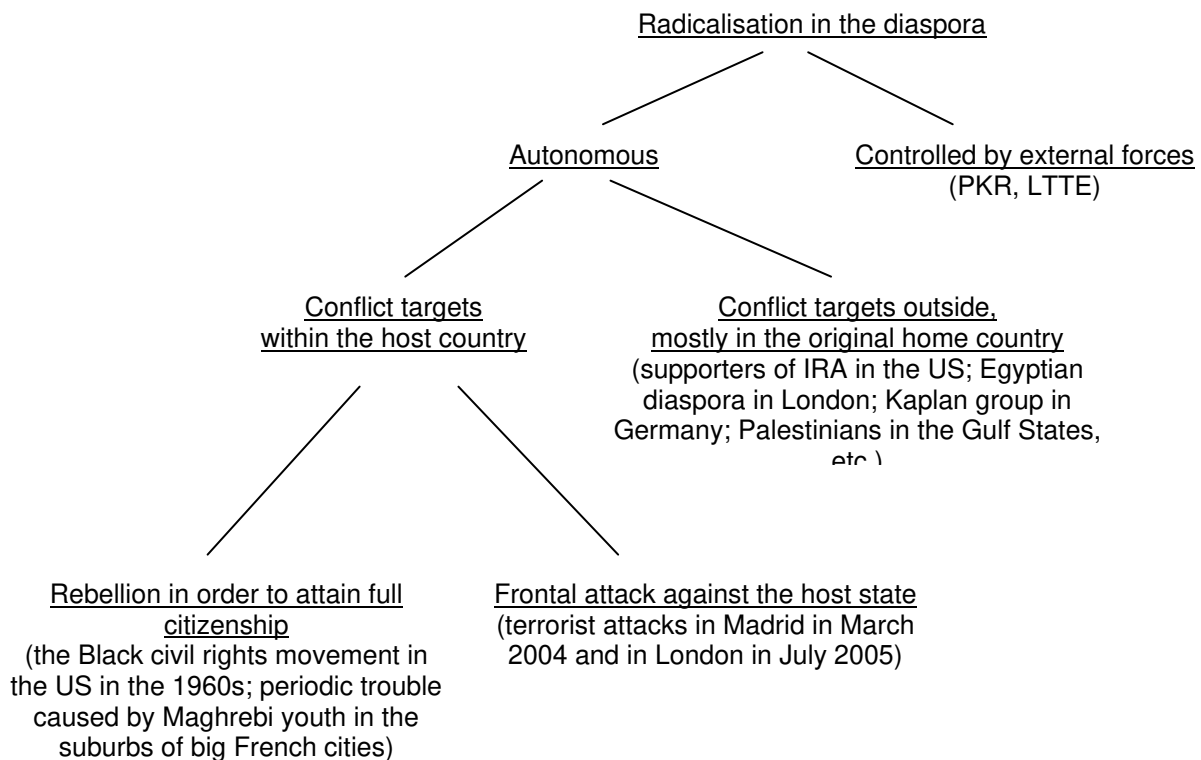 Radicalisation in the diaspora
Autonomous
Controlled by external forces
(PKR, LTTE)
Conflict targets
within the host country
Conflict targets outside,
mostly in the original home country
(supporters of IRA in the US; Egyptian
diaspora in London; Kaplan group in
Germany; Palestinians in the Gulf States,
etc.)
Rebellion in order to attain full
citizenship
(the Black civil rights movement in
the US in the 1960s; periodic trouble
caused by Maghrebi youth in the
suburbs of big French cities)
Frontal attack against the host state
(terrorist attacks in Madrid in March
2004 and in London in July 2005)